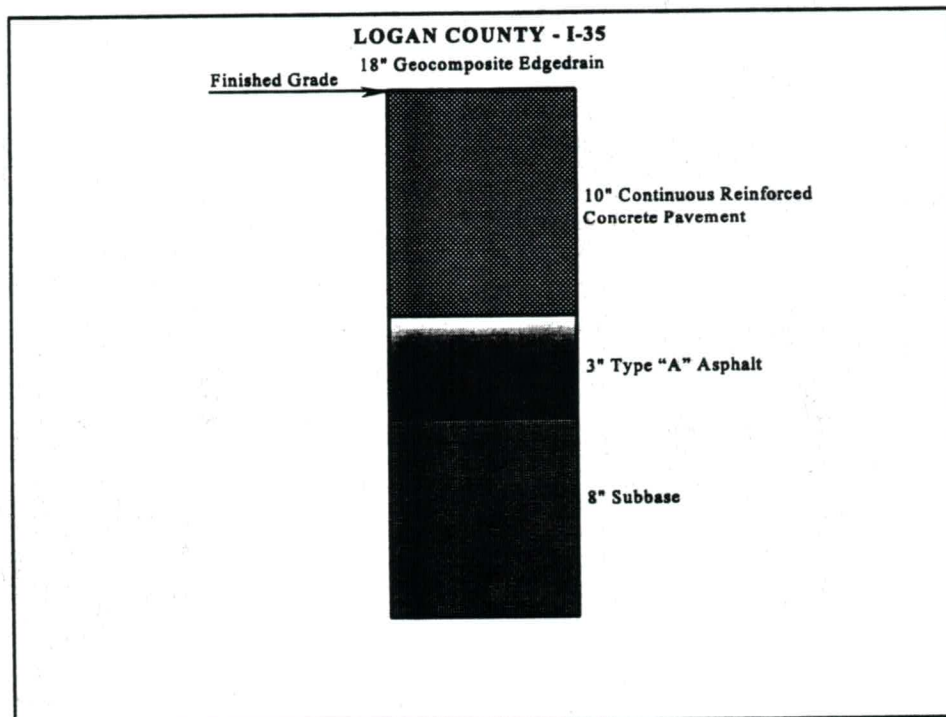 LOGAN COUNTY - I-35
18" Geocomposite Edgedrain
Finished Grade
10" Continuous Reinforced
Concrete Pavement
3" Type “A” Asphalt
8" Subbase